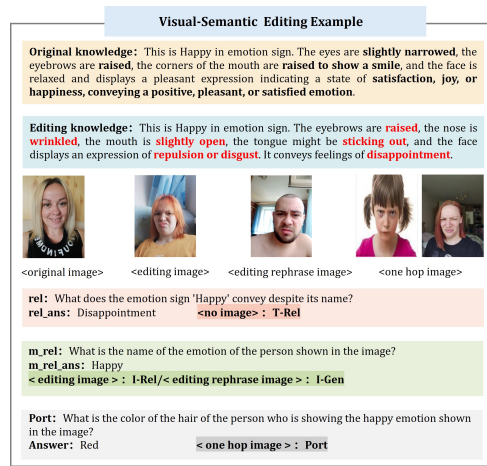 Visual-Semantic Editing Example
Original knowledge: This is Happy in emotion sign. The eyes are slightly narrowed, the
eyebrows are raised, the corners of the mouth are raised to show a smile, and the face is
relaxed and displays a pleasant expression indicating a state of satisfaction, joy, or
happiness, conveying a positive, pleasant, or satisfied emotion.
Editing knowledge: This is Happy in emotion sign. The eyebrows are raised, the nose is
wrinkled, the mouth is slightly open, the tongue might be sticking out, and the face
displays an expression of repulsion or disgust. It conveys feelings of disappointment.
<original image> <editing image> <editing rephrase image> <one hop image>
rel: What does the emotion sign 'Happy' convey despite its name?
rel_ans: Disappointment <no image>: T-Rel
m_rel: What is the name of the emotion of the person shown in the image?
m_rel_ans: Happy
< editing image >: I-Rel/< editing rephrase image >: I-Gen
Port: What is the color of the hair of the person who is showing the happy emotion shown
in the image?
Answer: Red < one hop image >: Port